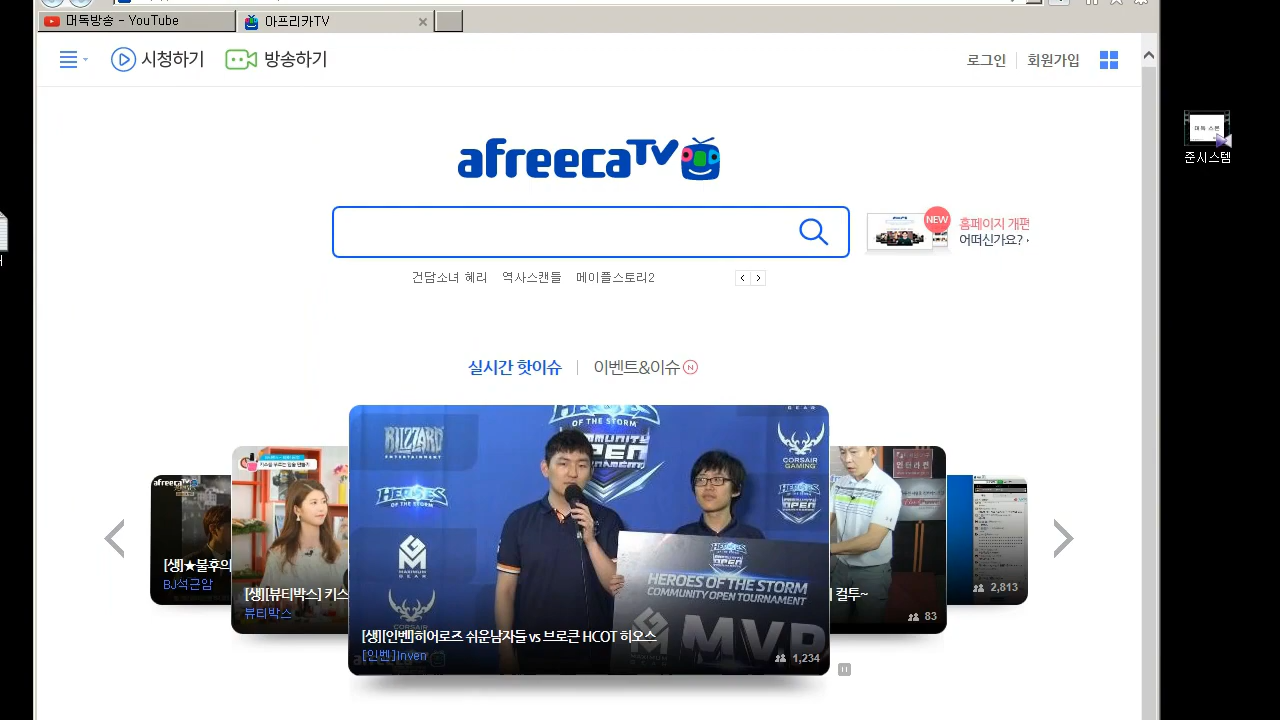 머독방송 - YouTube
아프리카TV
시청하기
방송하기
로그인
회원가입
afreecaTV
NEW
홈페이지 개편
어떠신가요?
건담소녀 혜리 역사스캔들 메이플스토리2
준시스템
실시간 핫이슈
이벤트&이슈 N
HEROES OF THE STORM
COMMUNITY OPEN
BLIZZARD
ENTERTAINMENT
CORSAIR
GAMING
HEROES
OF THE STORM
MAXIMUM
GEAR
CORSAIR
HEROES OF THE STORM
COMMUNITY OPEN TOURNAMENT
MVP
afreecaTV
[생]★불후의
BJ석근암
[생][뷰티박스] 키스
뷰티박스
[생][인벤]히어로즈 쉬운남자들 vs 브로큰 HCOT 히오스
[인벤]Inven
1,234
컬투~
83
2,813